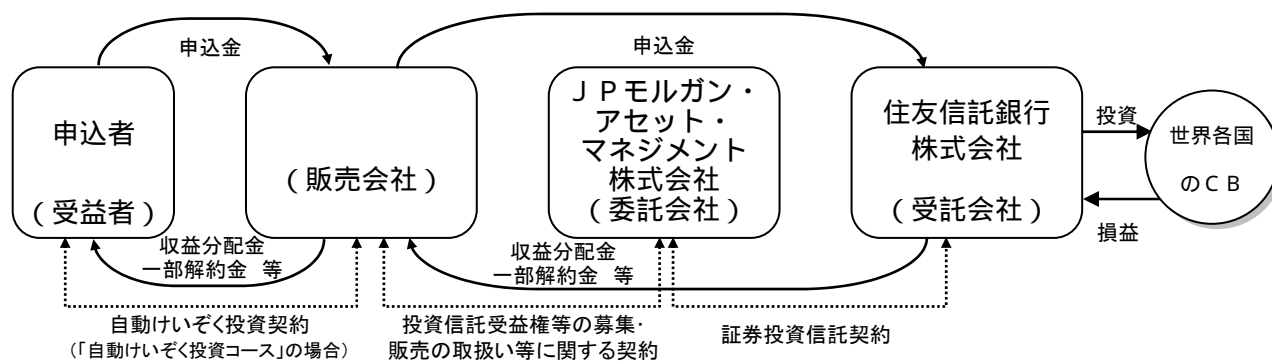 申込金
申込金
申込者
（受益者）
（販売会社）
ＪＰモルガン・
アセット・
マネジメント
株式会社
（委託会社）
住友信託銀行
株式会社
（受託会社）
投資
損益
世界各国
のＣＢ
収益分配金
一部解約金　等
収益分配金
一部解約金　等
自動けいぞく投資契約
（｢自動けいぞく投資コース｣の場合）
投資信託受益権等の募集･
販売の取扱い等に関する契約
証券投資信託契約